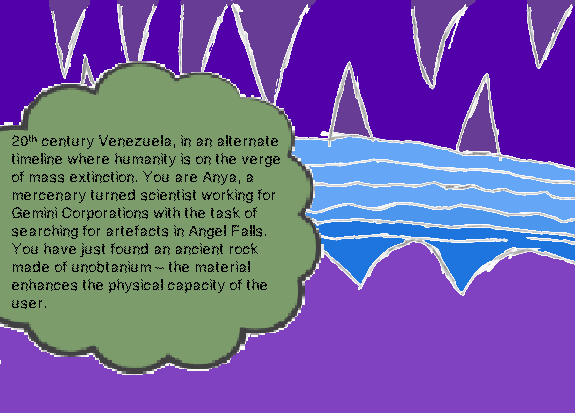 20th century Venezuela, in an alternate
timeline where humanity is on the verge
of mass extinction. You are Anya, a
mercenary turned scientist working for
Gemini Corporations with the task of
searching for artefacts in Angel Falls.
You have just found an ancient rock
made of unobtanium – the material
enhances the physical capacity of the
user.